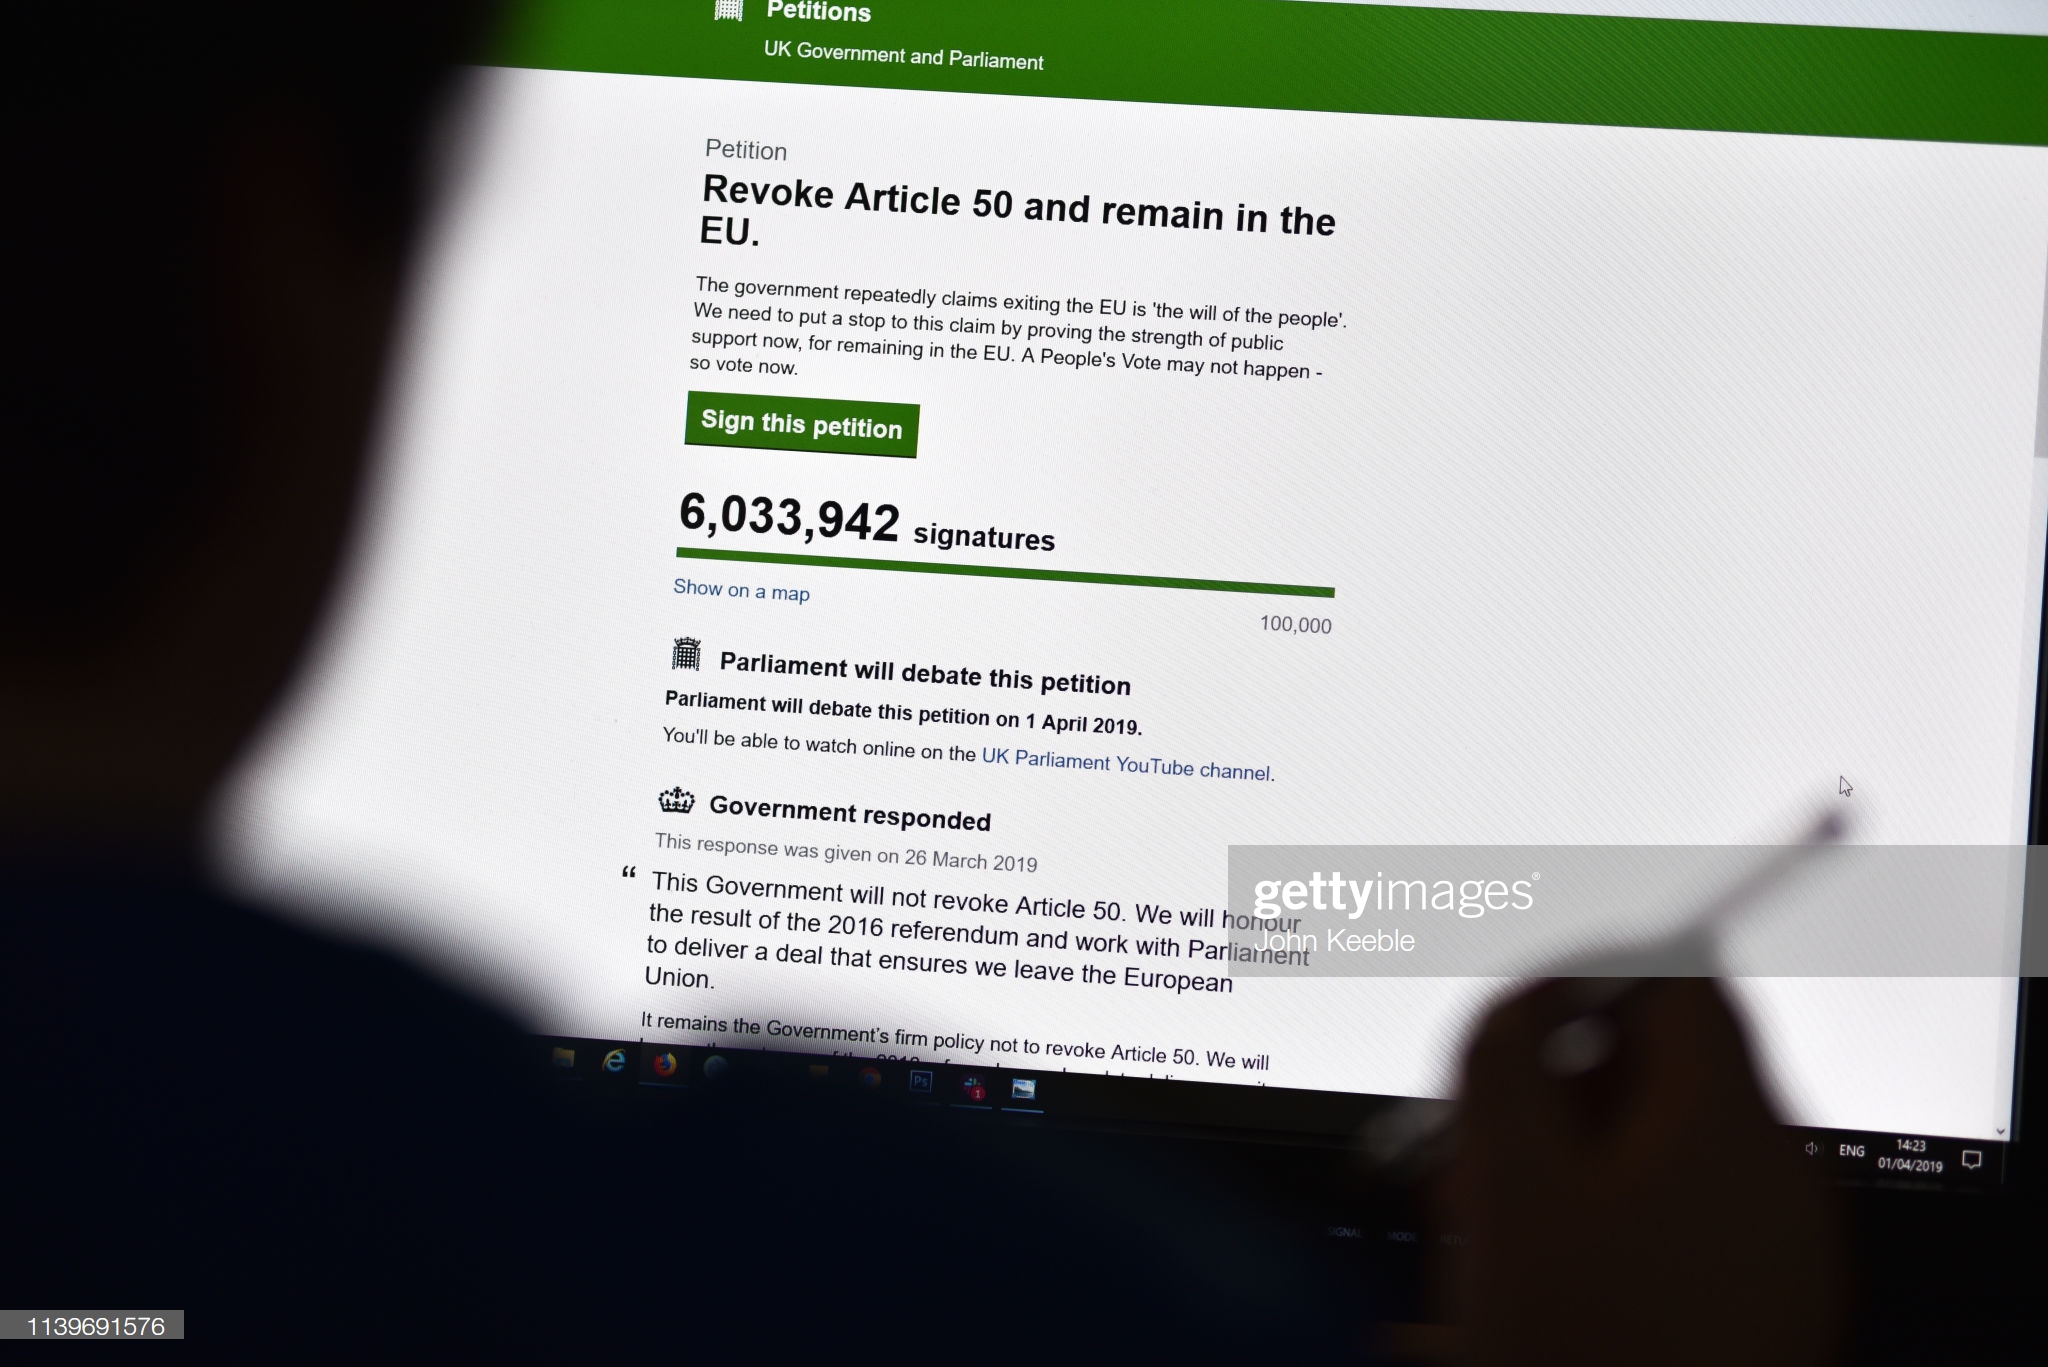 Petitions
UK Government and Parliament
Petition
Revoke Article 50 and remain in the
EU.
The government repeatedly claims exiting the EU is 'the will of the people'.
We need to put a stop to this claim by proving the strength of public
support now, for remaining in the EU. A People's Vote may not happen -
so vote now.
Sign this petition
6,033,942 signatures
Show on a map
100,000
Parliament will debate this petition
Parliament will debate this petition on 1 April 2019.
You'll be able to watch online on the UK Parliament YouTube channel.
Government responded
This response was given on 26 March 2019
“ This Government will not revoke Article 50. We will honour
the result of the 2016 referendum and work with Parliament
to deliver a deal that ensures we leave the European
Union.
It remains the Government's firm policy not to revoke Article 50. We will
gettyimages®
John Keeble
Ps
1
ENG
14:23
01/04/2019
SIGNAL MODE
1139691576